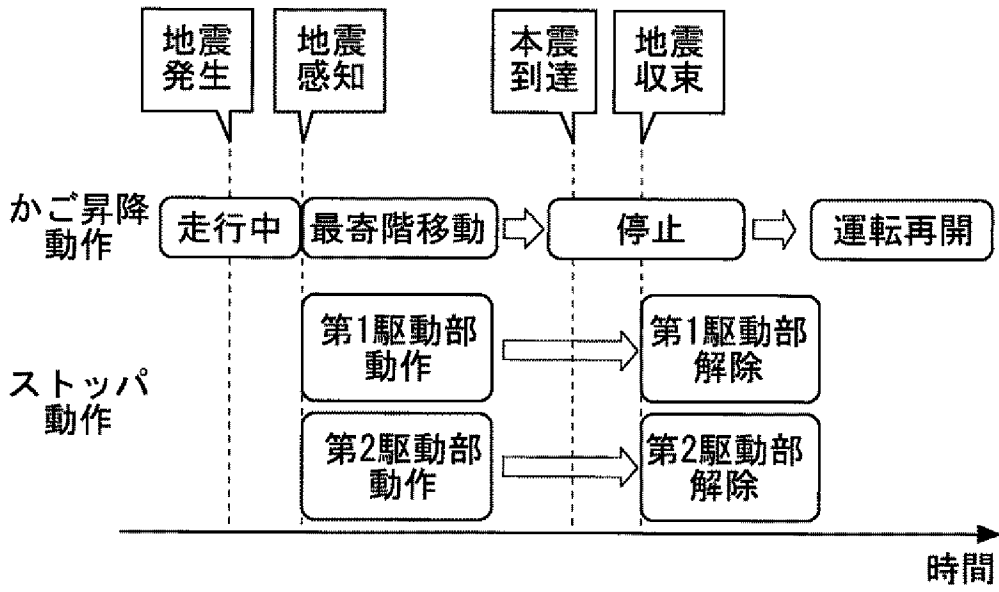 地震
発生
地震
感知
本震
到達
地震
収束
かご昇降
動作
走行中
最寄階移動
停止
運転再開
ストッパ
動作
第1駆動部
動作
第1駆動部
解除
第2駆動部
動作
第2駆動部
解除
時間